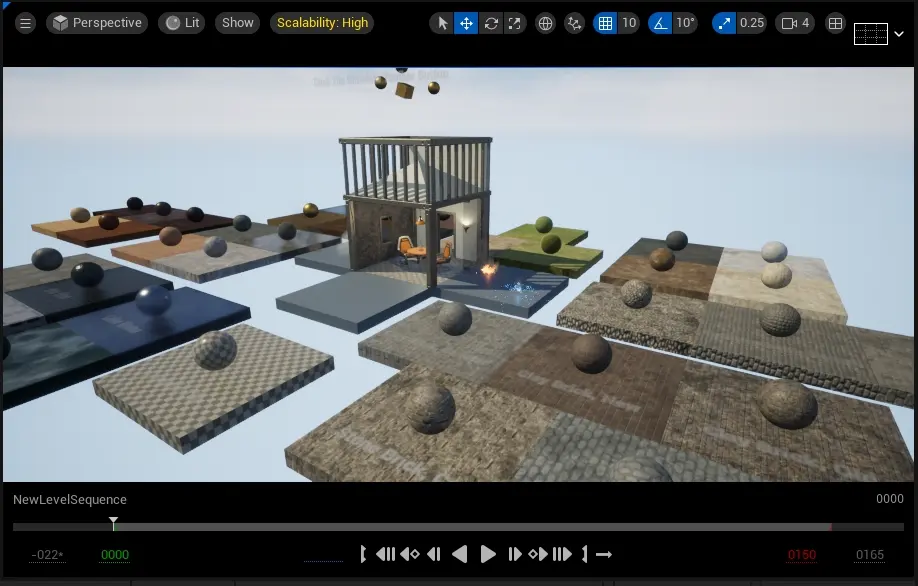 Perspective Lit Show Scalability: High 10 10° 0.25 4
NewLevelSequence 0000
-022* 0000 0150 0165